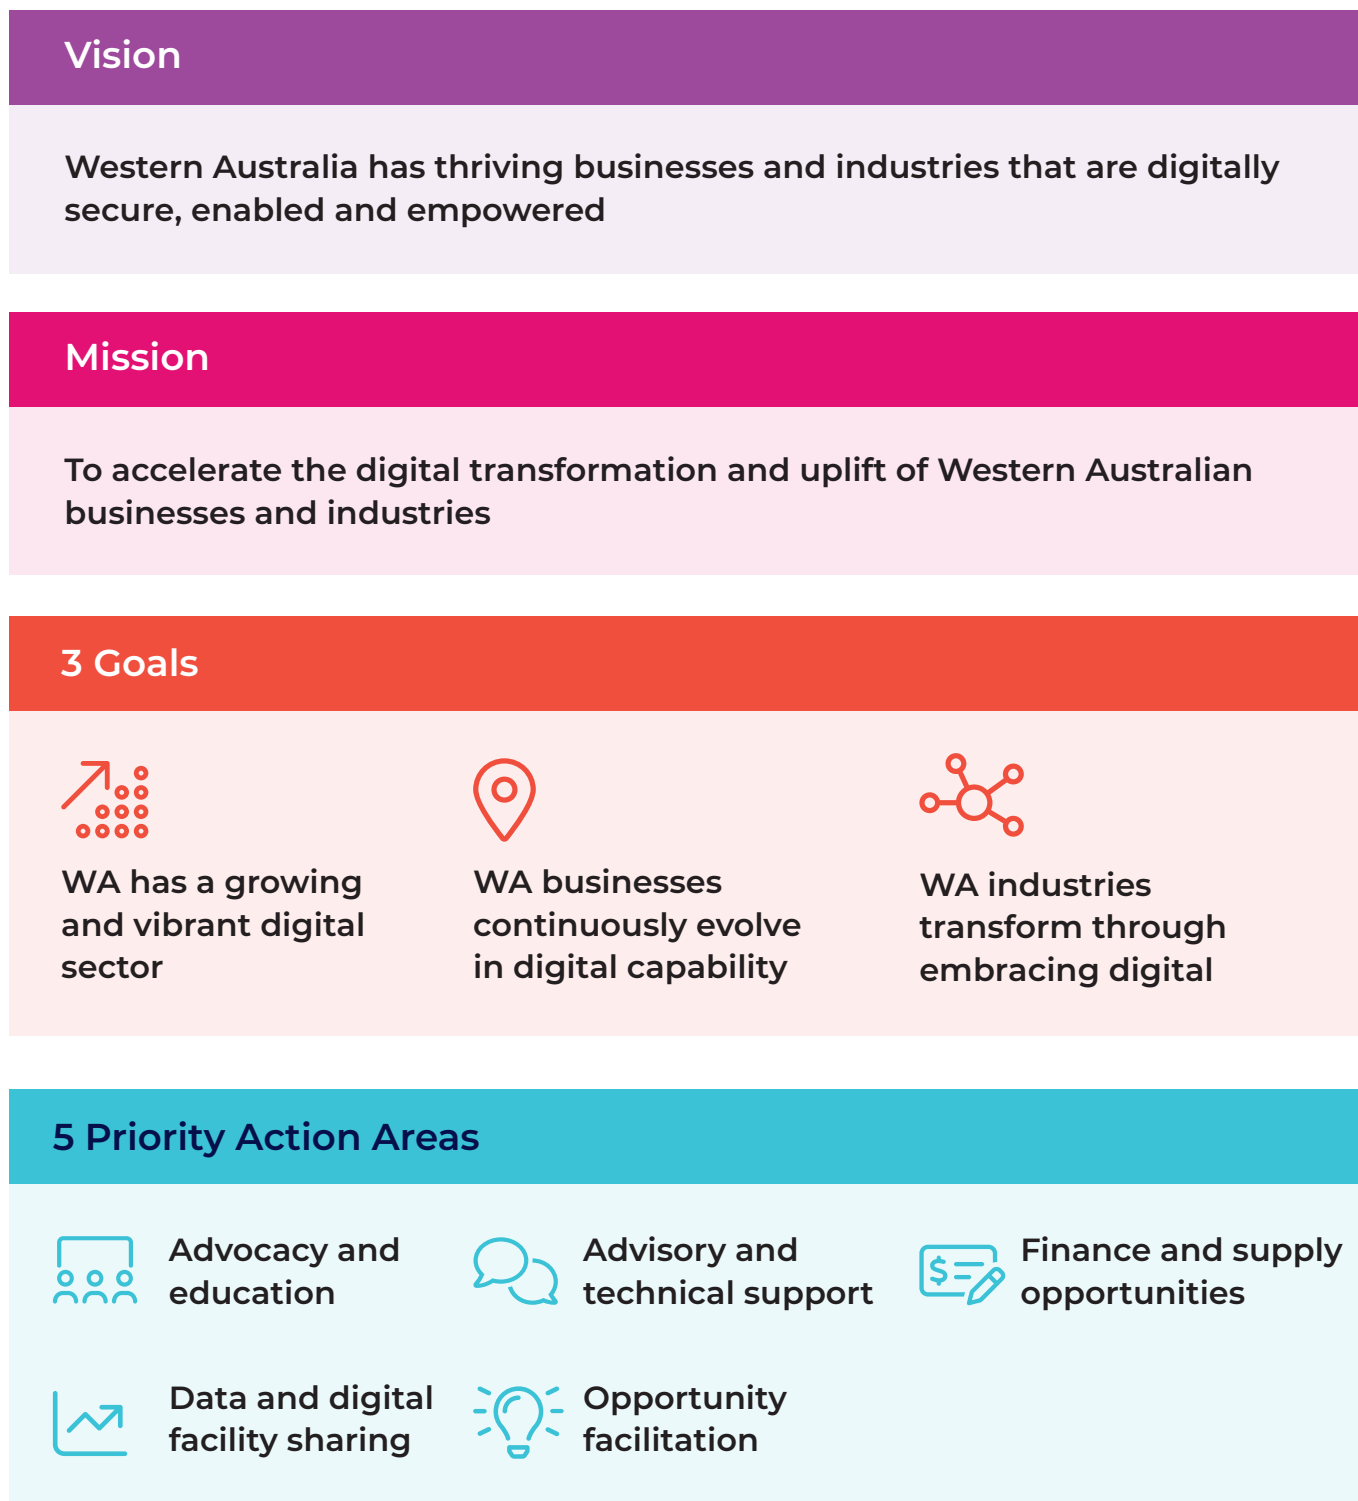 Vision
Western Australia has thriving businesses and industries that are digitally
secure, enabled and empowered
Mission
To accelerate the digital transformation and uplift of Western Australian
businesses and industries
3 Goals
WA has a growing
and vibrant digital
sector
WA businesses
continuously evolve
in digital capability
WA industries
transform through
embracing digital
5 Priority Action Areas
Advocacy and
education
Advisory and
technical support
$
Finance and supply
opportunities
Data and digital
facility sharing
Opportunity
facilitation